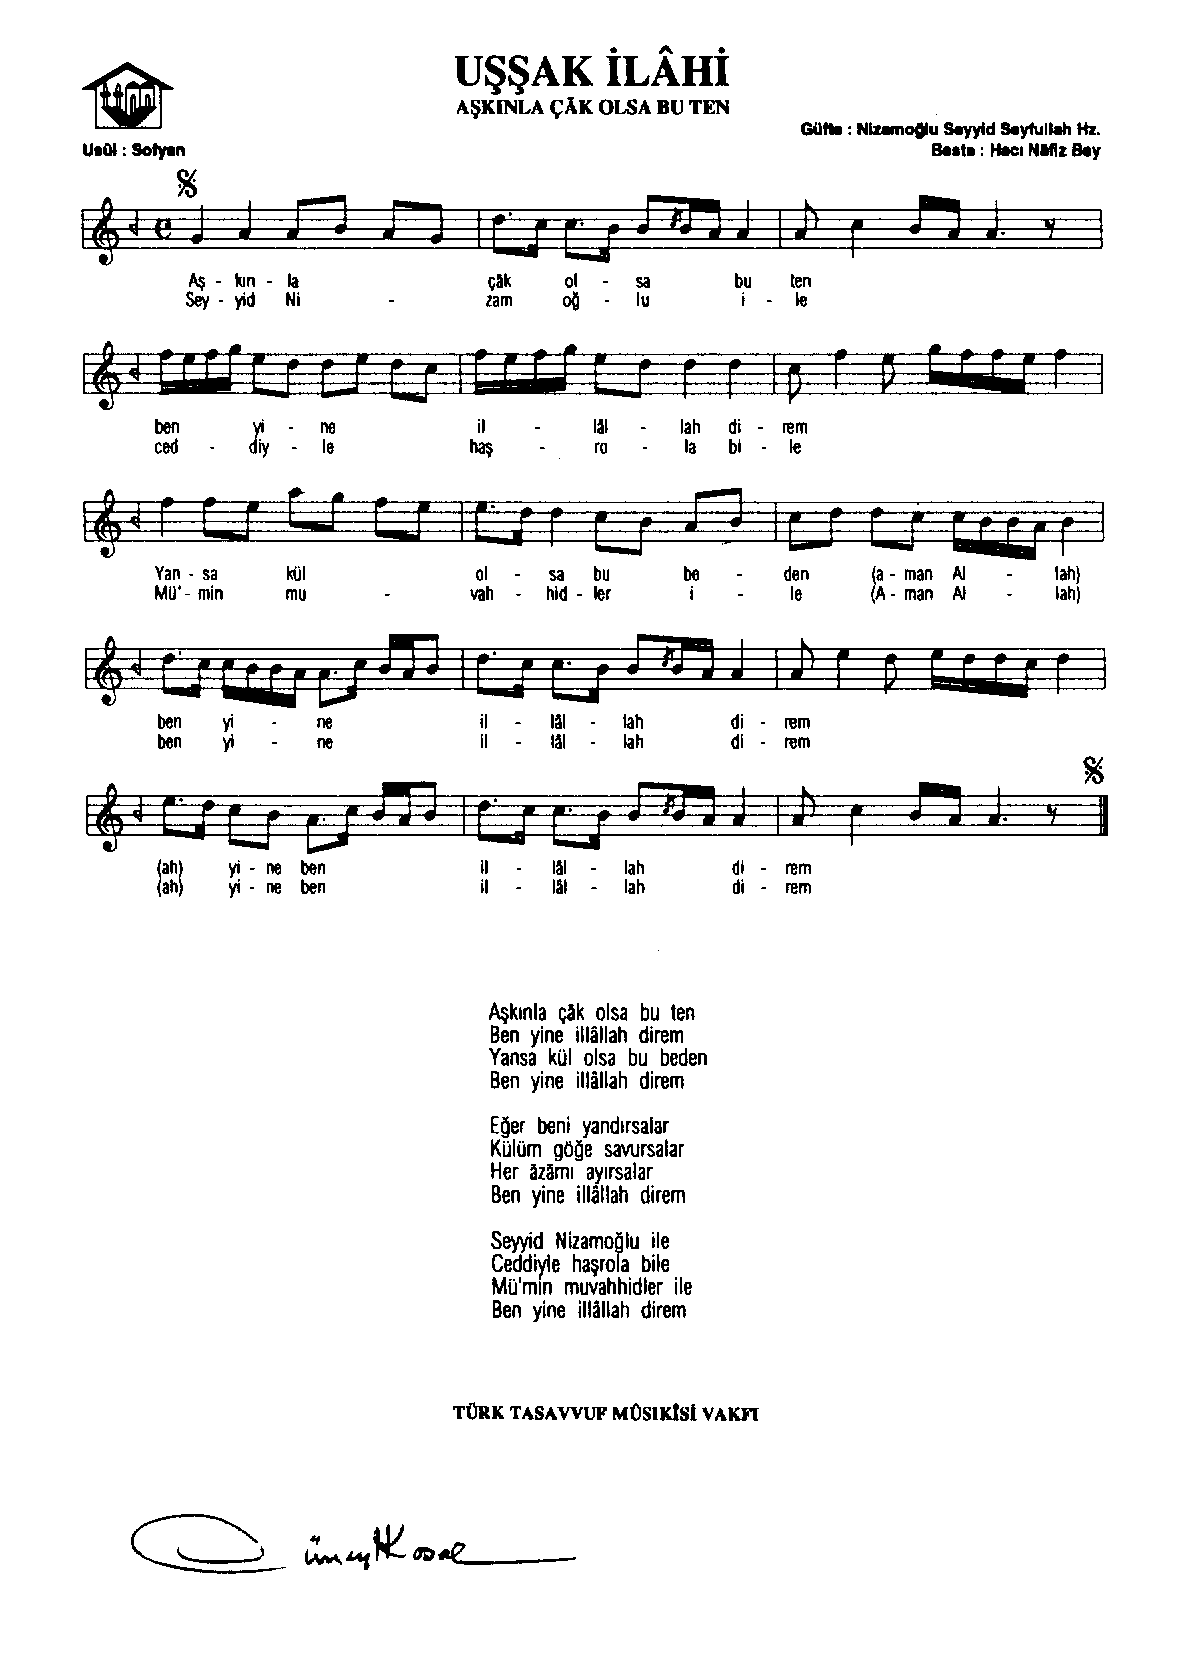 UŞŞAK İLÂHİ
AŞKINLA ÇÂK OLSA BU TEN
Güfte : Nizamoğlu Seyyid Seyfullah Hz.
Usûl : Sofyan
Beste : Hacı Nâfiz Bey
Aş - kın - la çâk ol - sa bu ten
Sey - yid Ni - zam oğ - lu i - le
ben yi - ne il - lâl - lah di - rem
ced - diy - le haş - ro - la bi - le
Yan - sa kül ol - sa bu be - den (a - man Al - lah)
Mü'- min mu - vah - hid - ler i - le (A - man Al - lah)
ben yi - ne il - lâl - lah di - rem
ben yi - ne il - lâl - lah di - rem
(ah) yi - ne ben il - lâl - lah di - rem
(ah) yi - ne ben il - lâl - lah di - rem
Aşkınla çâk olsa bu ten
Ben yine illâllah direm
Yansa kül olsa bu beden
Ben yine illâllah direm
Eğer beni yandırsalar
Külüm göğe savursalar
Her âzâmı ayırsalar
Ben yine illâllah direm
Seyyid Nizamoğlu ile
Ceddiyle haşrola bile
Mü'min muvahhidler ile
Ben yine illâllah direm
TÜRK TASAVVUF MÛSIKÎSİ VAKFI
Cüneyt Kosal